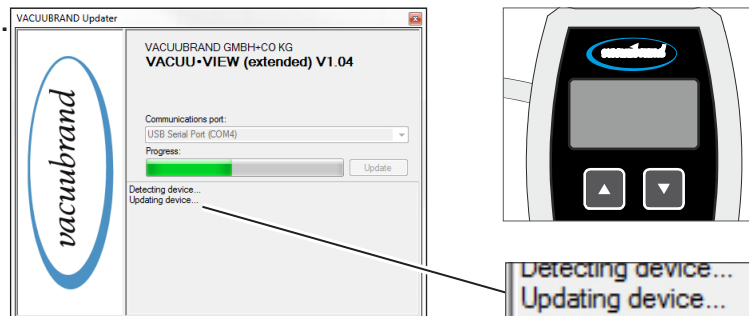 VACUUBRAND Updater
vacuubrand
VACUUBRAND GMBH+CO KG
VACUU•VIEW (extended) V1.04
Communications port:
USB Serial Port (COM4)
Progress:
Update
Detecting device...
Updating device...
vacuubrand
Detecting device...
Updating device...